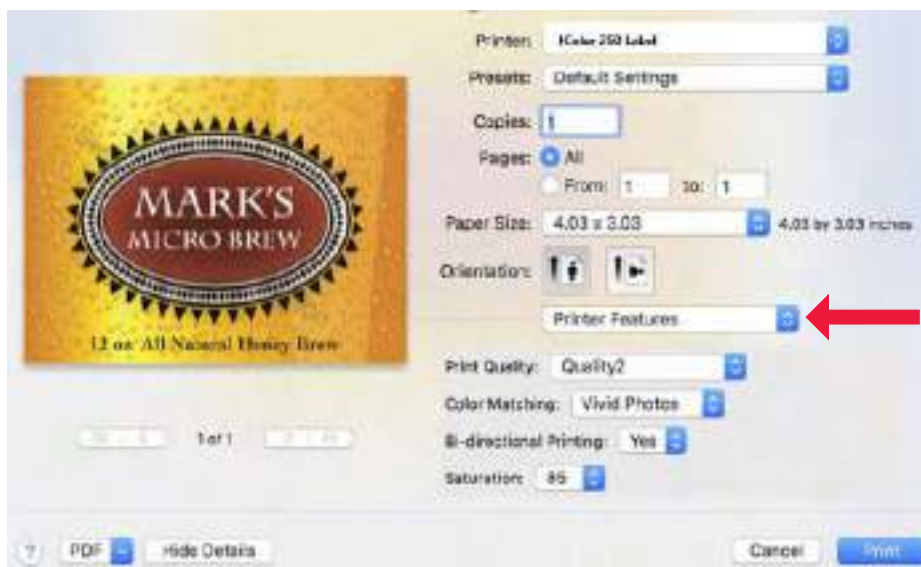 Printer: IColor 250 Label
Presets: Default Settings
Copies: 1
Pages: All
From: 1 to: 1
Paper Size: 4.03 x 3.03 4.03 by 3.03 inches
Orientation:
Printer Features
Print Quality: Quality2
Color Matching: Vivid Photos
Bi-directional Printing: Yes
Saturation: 85
MARK'S
MICRO BREW
12 oz All Natural Honey Brew
1 of 1
? PDF Hide Details Cancel Print